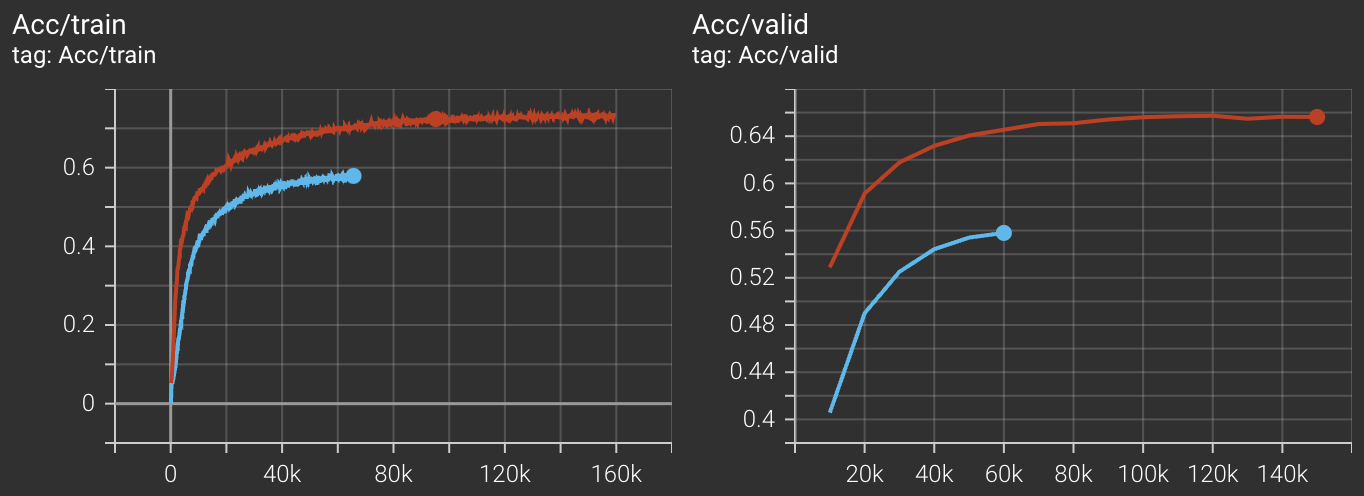 Acc/train
tag: Acc/train
0.6
0.4
0.2
0
0 40k 80k 120k 160k
Acc/valid
tag: Acc/valid
0.64
0.6
0.56
0.52
0.48
0.44
0.4
20k 40k 60k 80k 100k 120k 140k